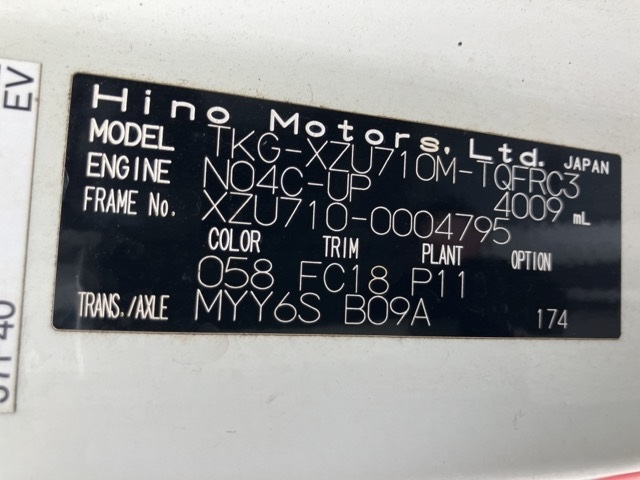 Hino Motors, Ltd. JAPAN
MODEL TKG-XZU710M-TQFRC3
ENGINE N04C-UP 4009 mL
FRAME No. XZU710-0004795
COLOR TRIM PLANT OPTION
058 FC18 P11
TRANS./AXLE MYY6S B09A 174
EV